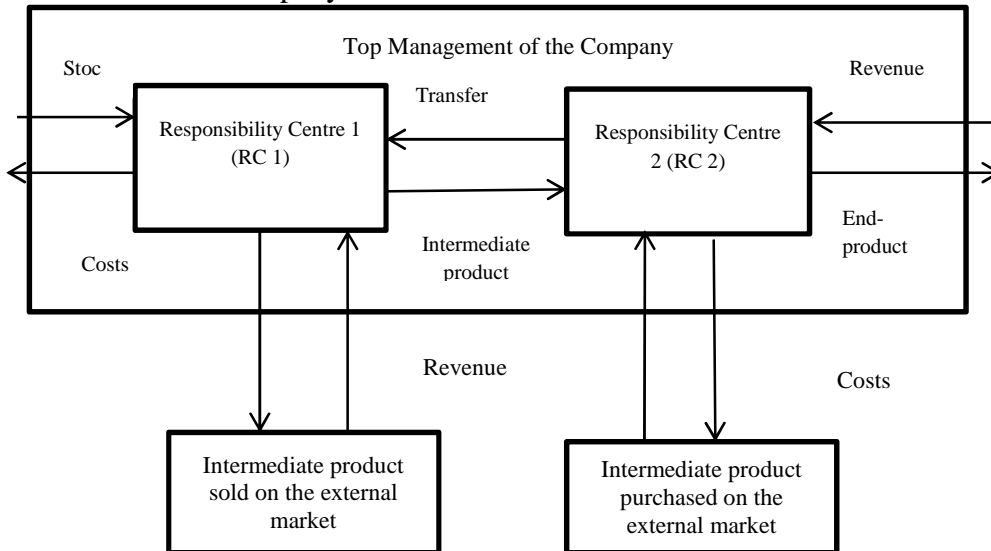 Top Management of the Company
Stoc
Revenue
Transfer
Responsibility Centre 1
(RC 1)
Responsibility Centre
2 (RC 2)
Intermediate
product
End-
product
Costs
Revenue
Costs
Intermediate product
sold on the external
market
Intermediate product
purchased on the
external market